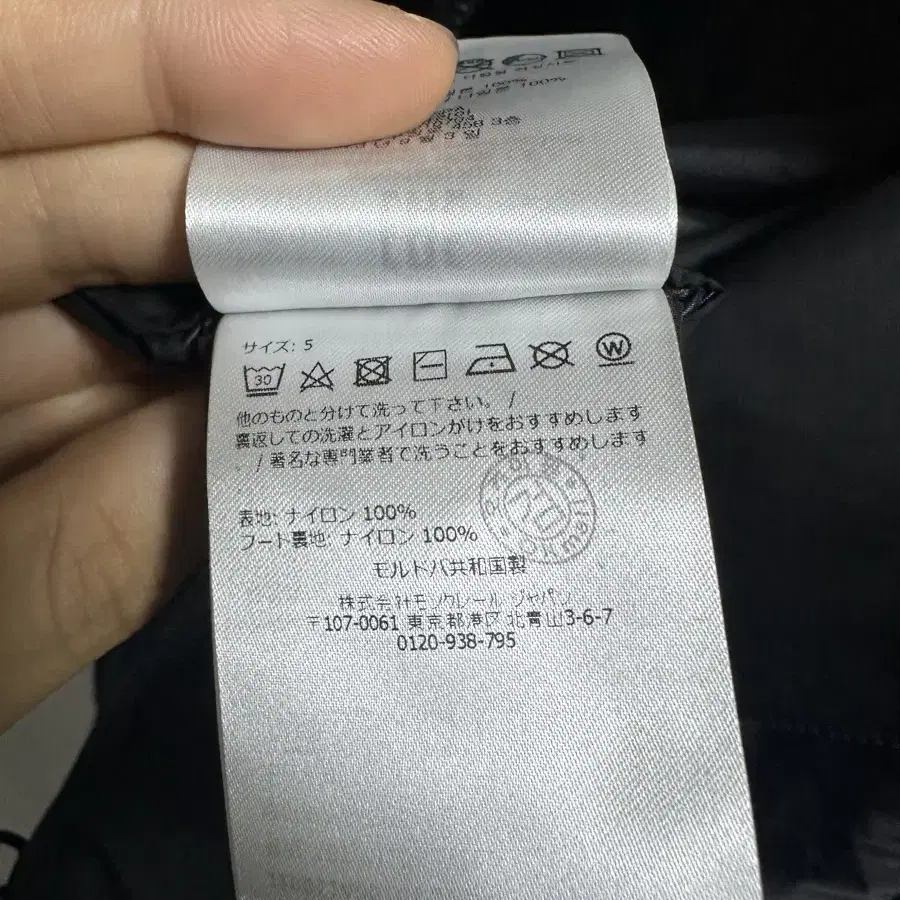 サイズ: 5
30
W
他のものと分けて洗って下さい。 /
裏返しての洗濯とアイロンがけをおすすめします
. / 著名な専門業者で洗うことをおすすめします
表地: ナイロン 100%
フート裏地: ナイロン 100%
モルドバ共和国製
株式会社モンクレール ジャパン
〒107-0061 東京都港区 北青山3-6-7
0120-938-795